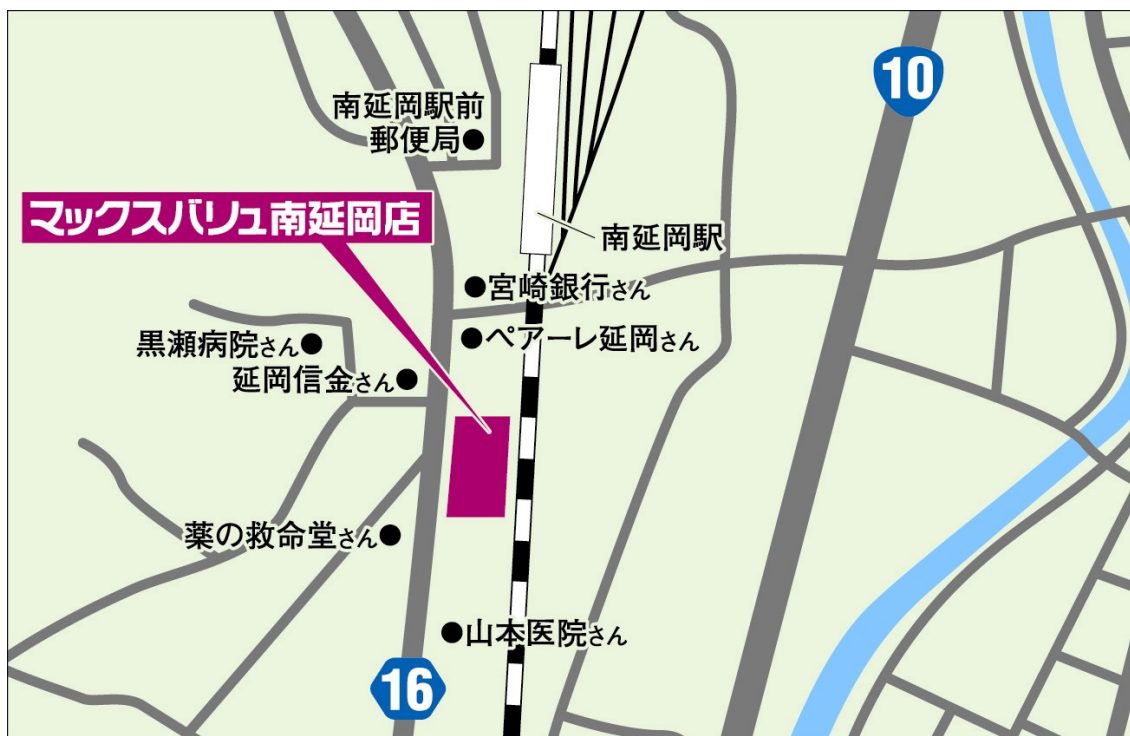 10
南延岡駅前
郵便局
マックスバリュ南延岡店
南延岡駅
宮崎銀行さん
ペアーレ延岡さん
黒瀬病院さん
延岡信金さん
薬の救命堂さん
山本医院さん
16